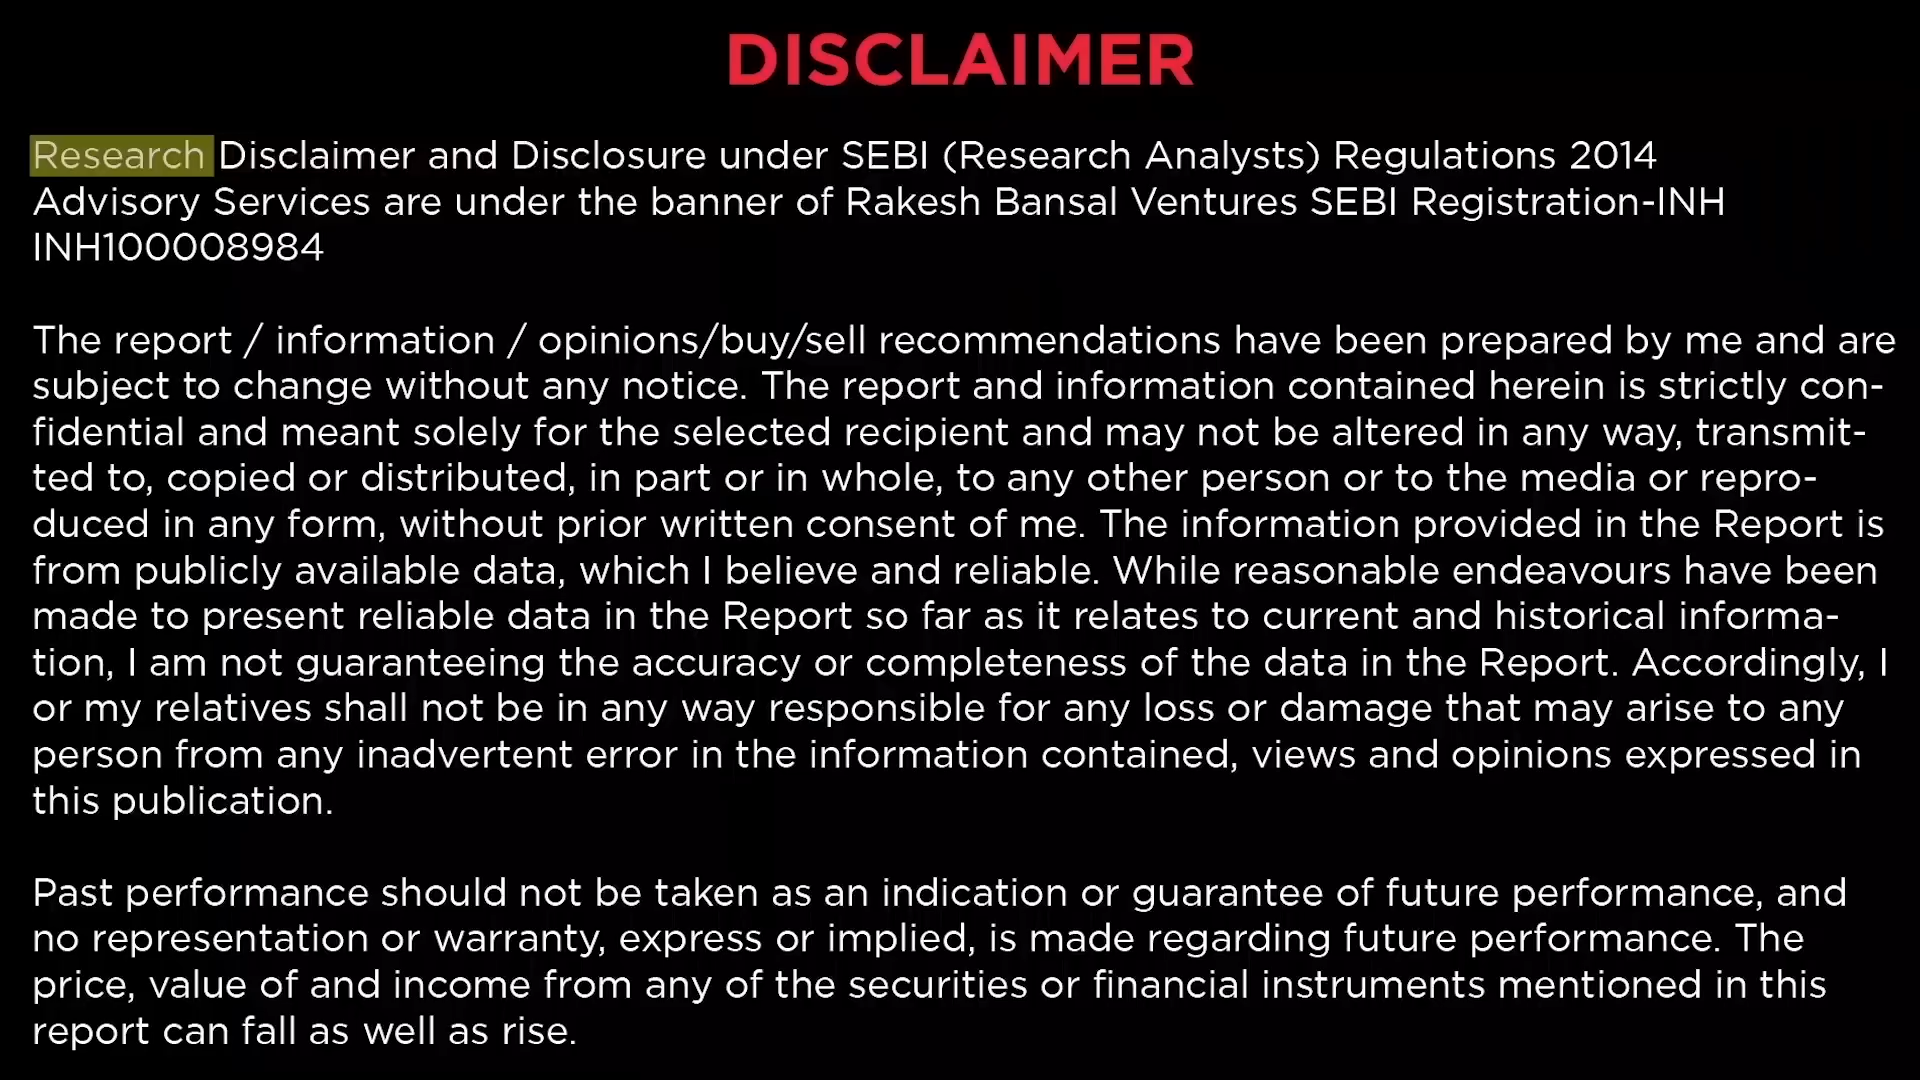 DISCLAIMER
Research Disclaimer and Disclosure under SEBI (Research Analysts) Regulations 2014
Advisory Services are under the banner of Rakesh Bansal Ventures SEBI Registration-INH
INH100008984
The report / information / opinions/buy/sell recommendations have been prepared by me and are
subject to change without any notice. The report and information contained herein is strictly con-
fidential and meant solely for the selected recipient and may not be altered in any way, transmit-
ted to, copied or distributed, in part or in whole, to any other person or to the media or repro-
duced in any form, without prior written consent of me. The information provided in the Report is
from publicly available data, which I believe and reliable. While reasonable endeavours have been
made to present reliable data in the Report so far as it relates to current and historical informa-
tion, I am not guaranteeing the accuracy or completeness of the data in the Report. Accordingly, I
or my relatives shall not be in any way responsible for any loss or damage that may arise to any
person from any inadvertent error in the information contained, views and opinions expressed in
this publication.
Past performance should not be taken as an indication or guarantee of future performance, and
no representation or warranty, express or implied, is made regarding future performance. The
price, value of and income from any of the securities or financial instruments mentioned in this
report can fall as well as rise.